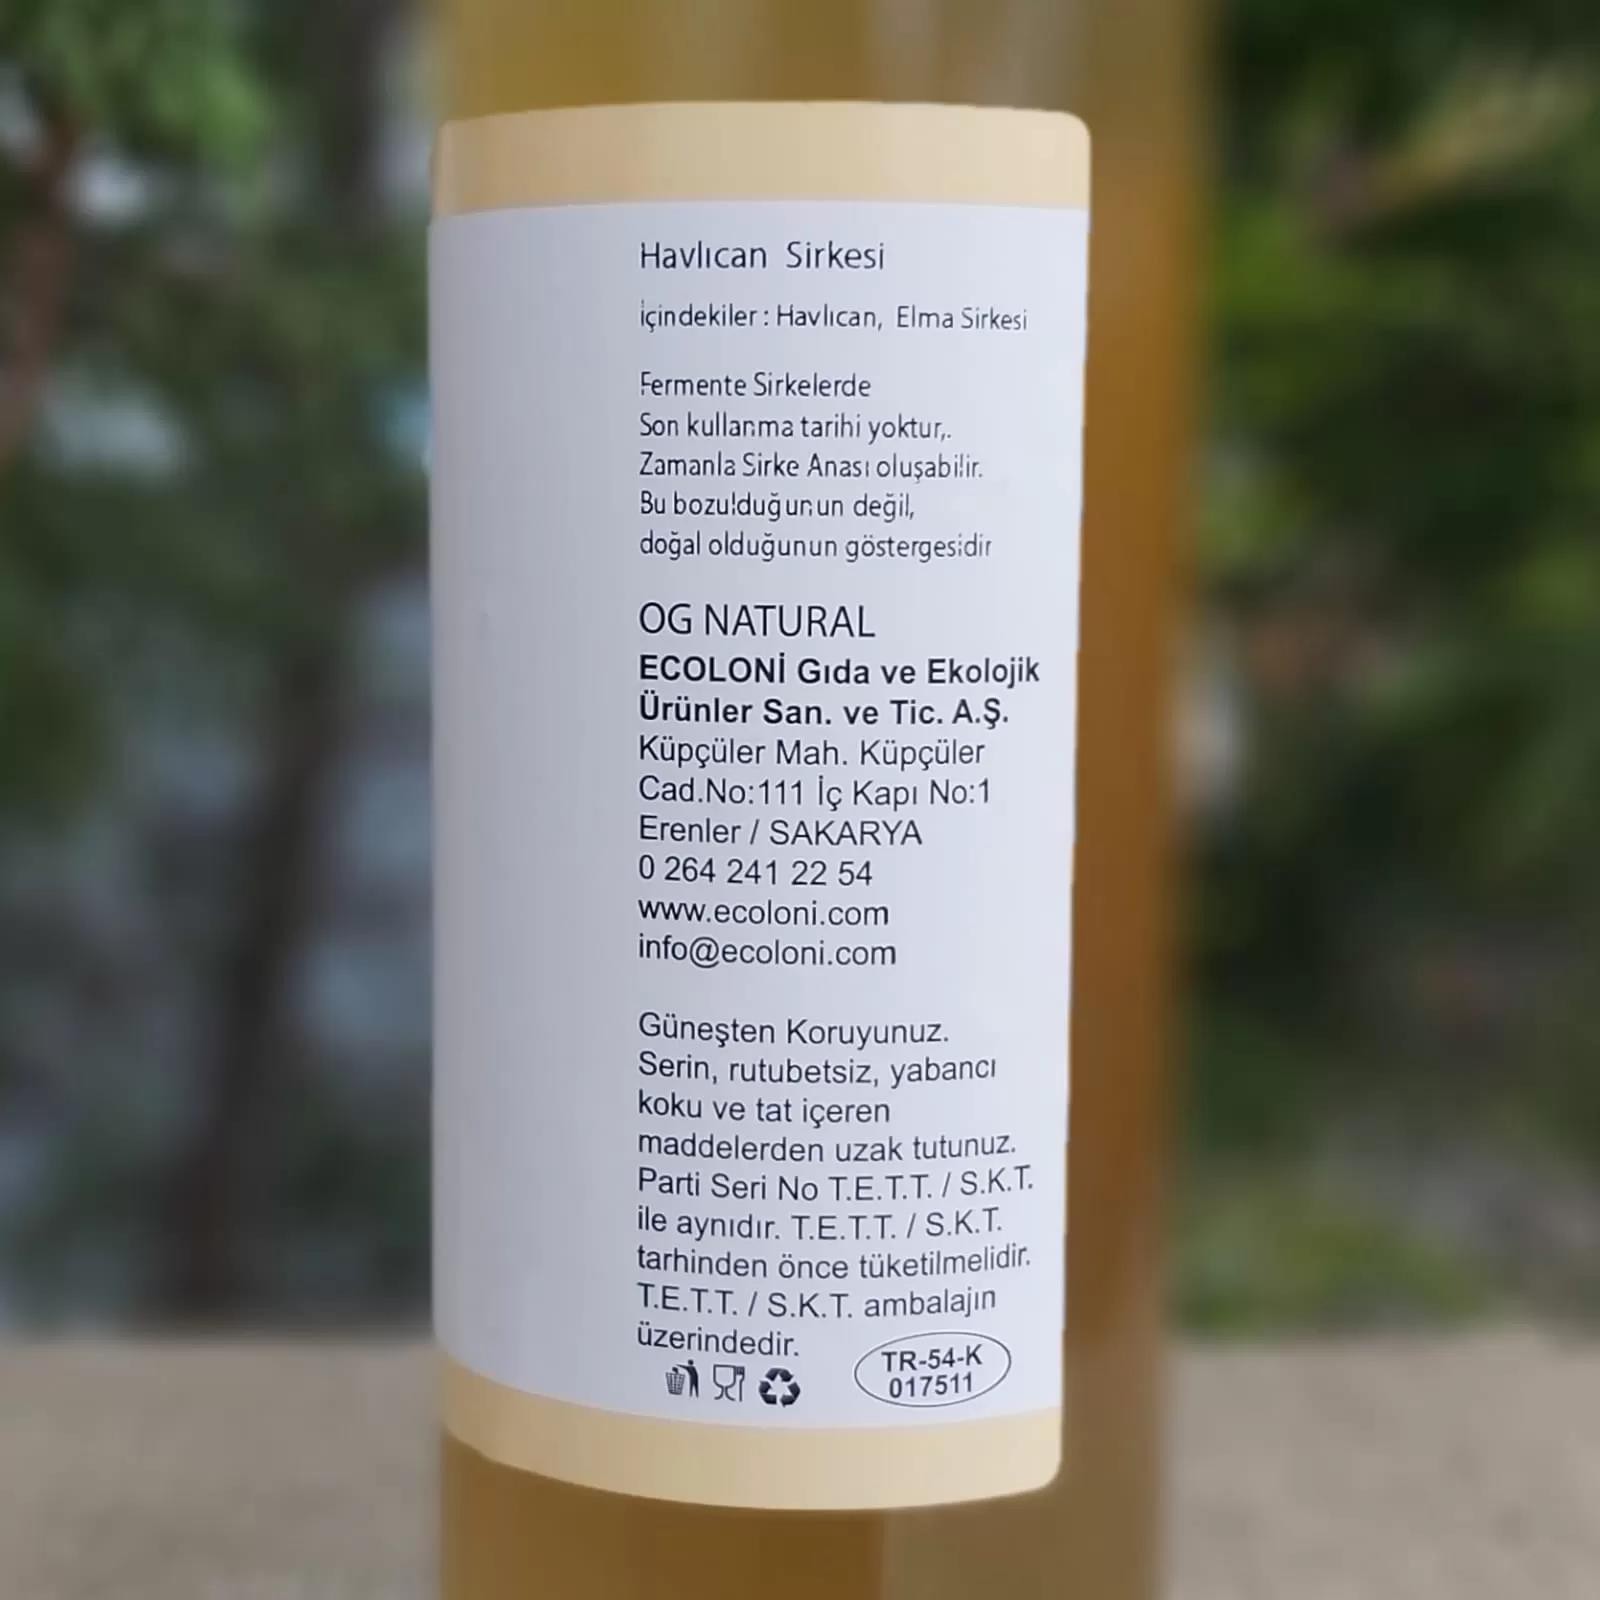 Havlıcan Sirkesi
İçindekiler : Havlıcan, Elma Sirkesi
Fermente Sirkelerde
Son kullanma tarihi yoktur,.
Zamanla Sirke Anası oluşabilir.
Bu bozulduğunun değil,
doğal olduğunun göstergesidir
OG NATURAL
ECOLONİ Gıda ve Ekolojik
Ürünler San. ve Tic. A.Ş.
Küpçüler Mah. Küpçüler
Cad.No:111 İç Kapı No:1
Erenler / SAKARYA
0 264 241 22 54
www.ecoloni.com
info@ecoloni.com
Güneşten Koruyunuz.
Serin, rutubetsiz, yabancı
koku ve tat içeren
maddelerden uzak tutunuz.
Parti Seri No T.E.T.T. / S.K.T.
ile aynıdır. T.E.T.T. / S.K.T.
tarhinden önce tüketilmelidir.
T.E.T.T. / S.K.T. ambalajın
üzerindedir.
TR-54-K
017511